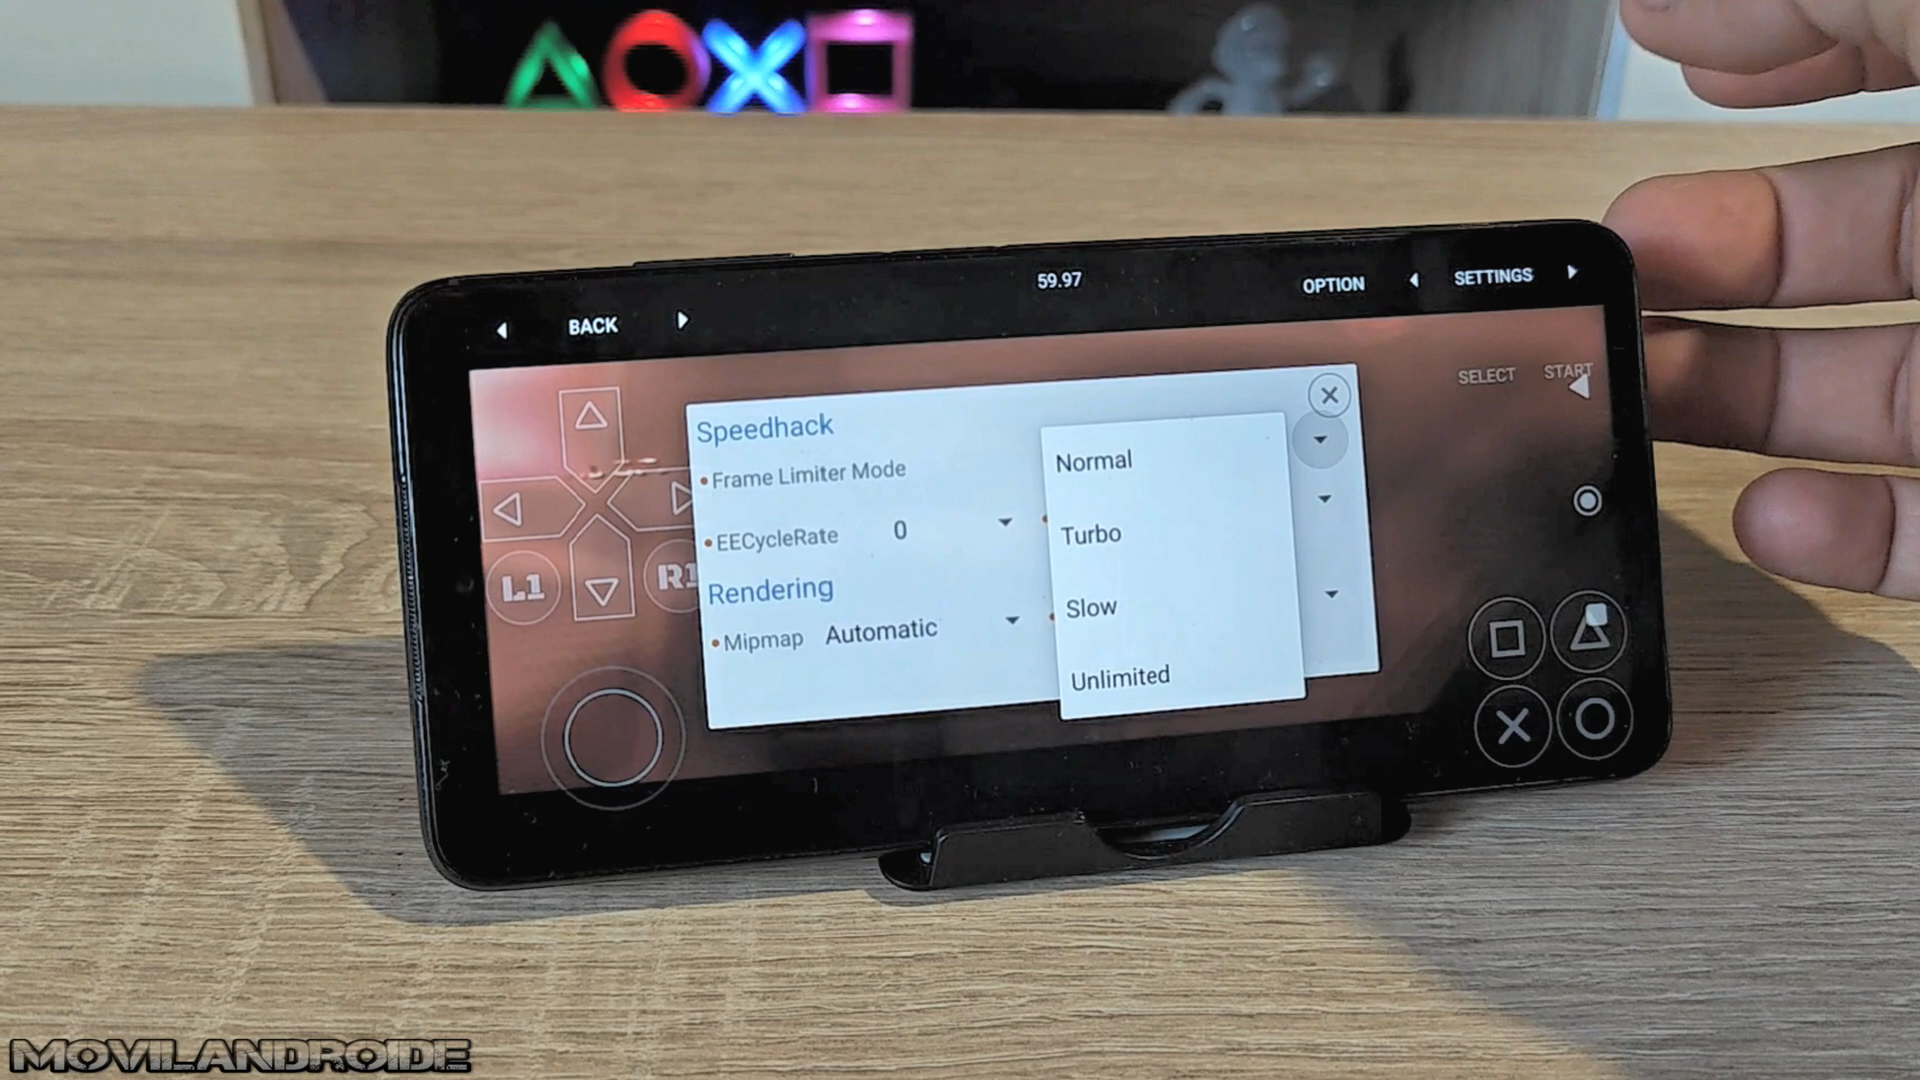 59.97
BACK
OPTION
SETTINGS
SELECT START
Speedhack
Frame Limiter Mode
EECycleRate 0
Rendering
Mipmap Automatic
Normal
Turbo
Slow
Unlimited
L1
R1
MOVILANDROIDE